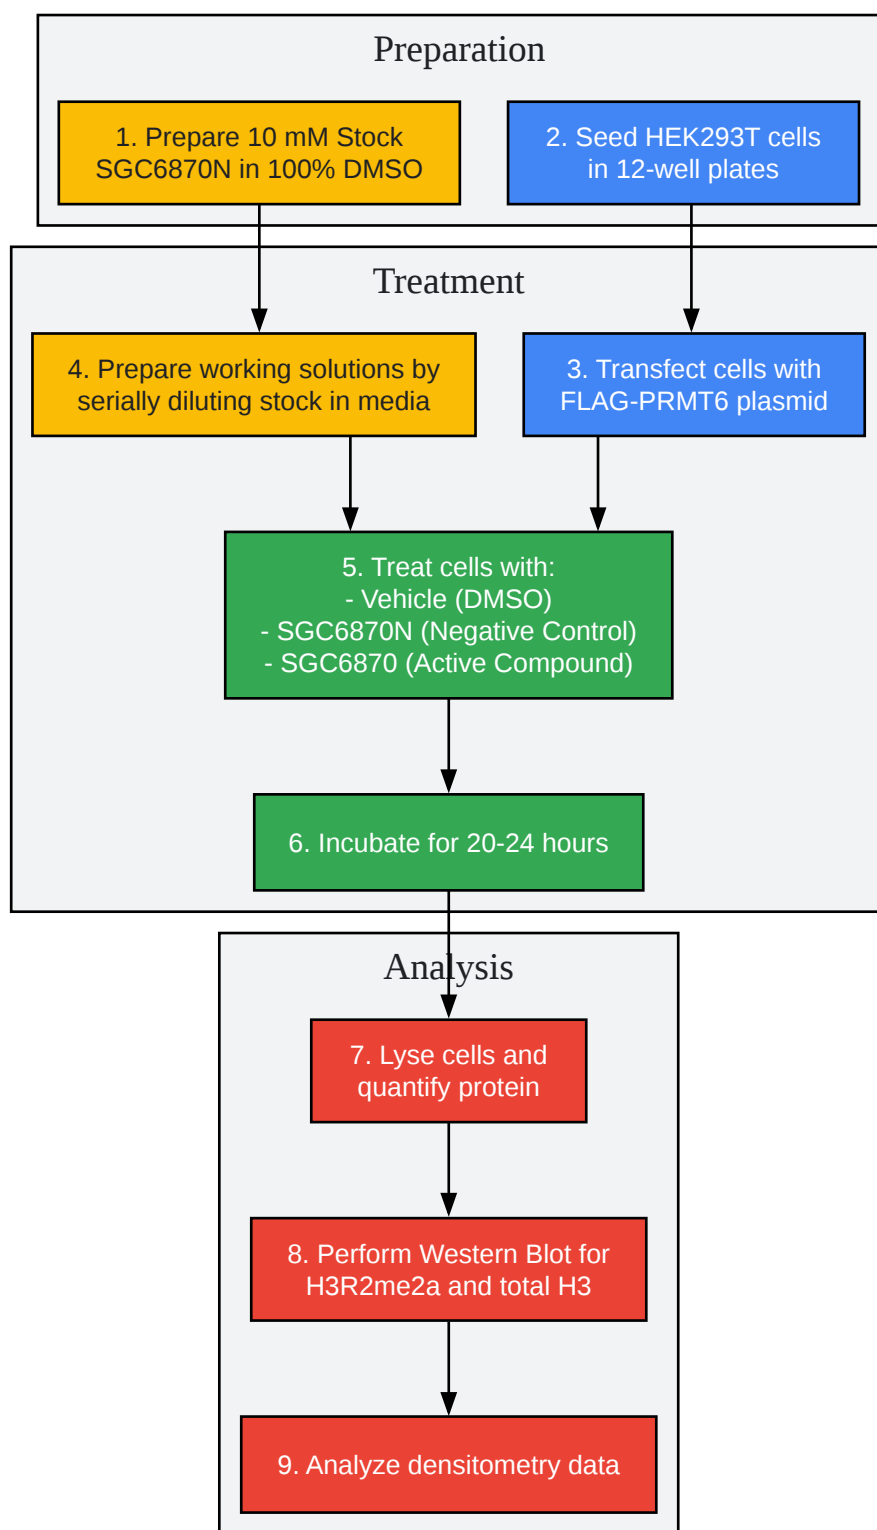 Preparation
1. Prepare 10 mM Stock
SGC6870N in 100% DMSO
2. Seed HEK293T cells
in 12-well plates
Treatment
4. Prepare working solutions by
serially diluting stock in media
3. Transfect cells with
FLAG-PRMT6 plasmid
5. Treat cells with:
- Vehicle (DMSO)
- SGC6870N (Negative Control)
- SGC6870 (Active Compound)
6. Incubate for 20-24 hours
Analysis
7. Lyse cells and
quantify protein
8. Perform Western Blot for
H3R2me2a and total H3
9. Analyze densitometry data